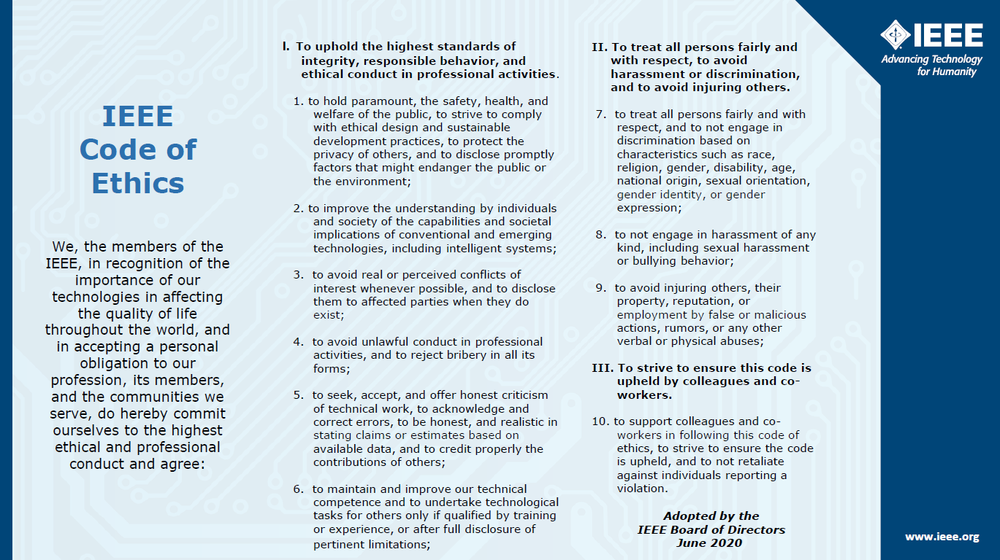 IEEE
Code of
Ethics
We, the members of the
IEEE, in recognition of the
importance of our
technologies in affecting
the quality of life
throughout the world, and
in accepting a personal
obligation to our
profession, its members,
and the communities we
serve, do hereby commit
ourselves to the highest
ethical and professional
conduct and agree:
I. To uphold the highest standards of
integrity, responsible behavior, and
ethical conduct in professional activities.
1. to hold paramount, the safety, health, and
welfare of the public, to strive to comply
with ethical design and sustainable
development practices, to protect the
privacy of others, and to disclose promptly
factors that might endanger the public or
the environment;
2. to improve the understanding by individuals
and society of the capabilities and societal
implications of conventional and emerging
technologies, including intelligent systems;
3. to avoid real or perceived conflicts of
interest whenever possible, and to disclose
them to affected parties when they do
exist;
4. to avoid unlawful conduct in professional
activities, and to reject bribery in all its
forms;
5. to seek, accept, and offer honest criticism
of technical work, to acknowledge and
correct errors, to be honest, and realistic in
stating claims or estimates based on
available data, and to credit properly the
contributions of others;
6. to maintain and improve our technical
competence and to undertake technological
tasks for others only if qualified by training
or experience, or after full disclosure of
pertinent limitations;
II. To treat all persons fairly and
with respect, to avoid
harassment or discrimination,
and to avoid injuring others.
7. to treat all persons fairly and with
respect, and to not engage in
discrimination based on
characteristics such as race,
religion, gender, disability, age,
national origin, sexual orientation,
gender identity, or gender
expression;
8. to not engage in harassment of any
kind, including sexual harassment
or bullying behavior;
9. to avoid injuring others, their
property, reputation, or
employment by false or malicious
actions, rumors, or any other
verbal or physical abuses;
III. To strive to ensure this code is
upheld by colleagues and co-
workers.
10. to support colleagues and co-
workers in following this code of
ethics, to strive to ensure the code
is upheld, and to not retaliate
against individuals reporting a
violation.
Adopted by the
IEEE Board of Directors
June 2020
IEEE
Advancing Technology
for Humanity
www.ieee.org